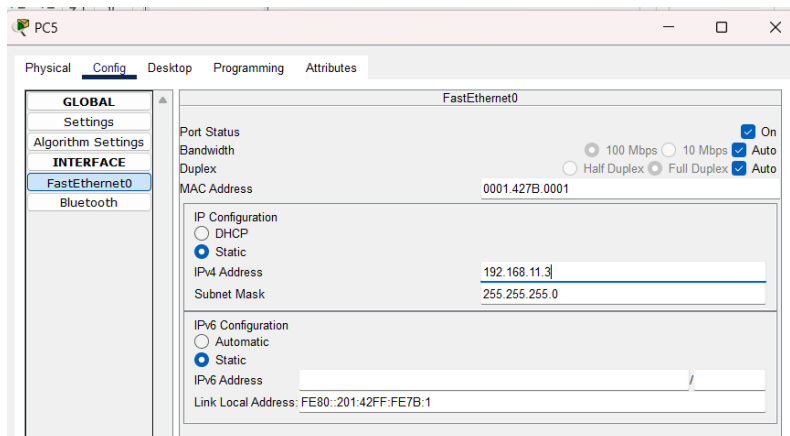 PC5
Physical Config Desktop Programming Attributes
GLOBAL
Settings
Algorithm Settings
INTERFACE
FastEthernet0
Bluetooth
FastEthernet0
Port Status On
Bandwidth 100 Mbps 10 Mbps Auto
Duplex Half Duplex Full Duplex Auto
MAC Address 0001.427B.0001
IP Configuration
DHCP
Static
IPv4 Address 192.168.11.3
Subnet Mask 255.255.255.0
IPv6 Configuration
Automatic
Static
IPv6 Address /
Link Local Address: FE80::201:42FF:FE7B:1